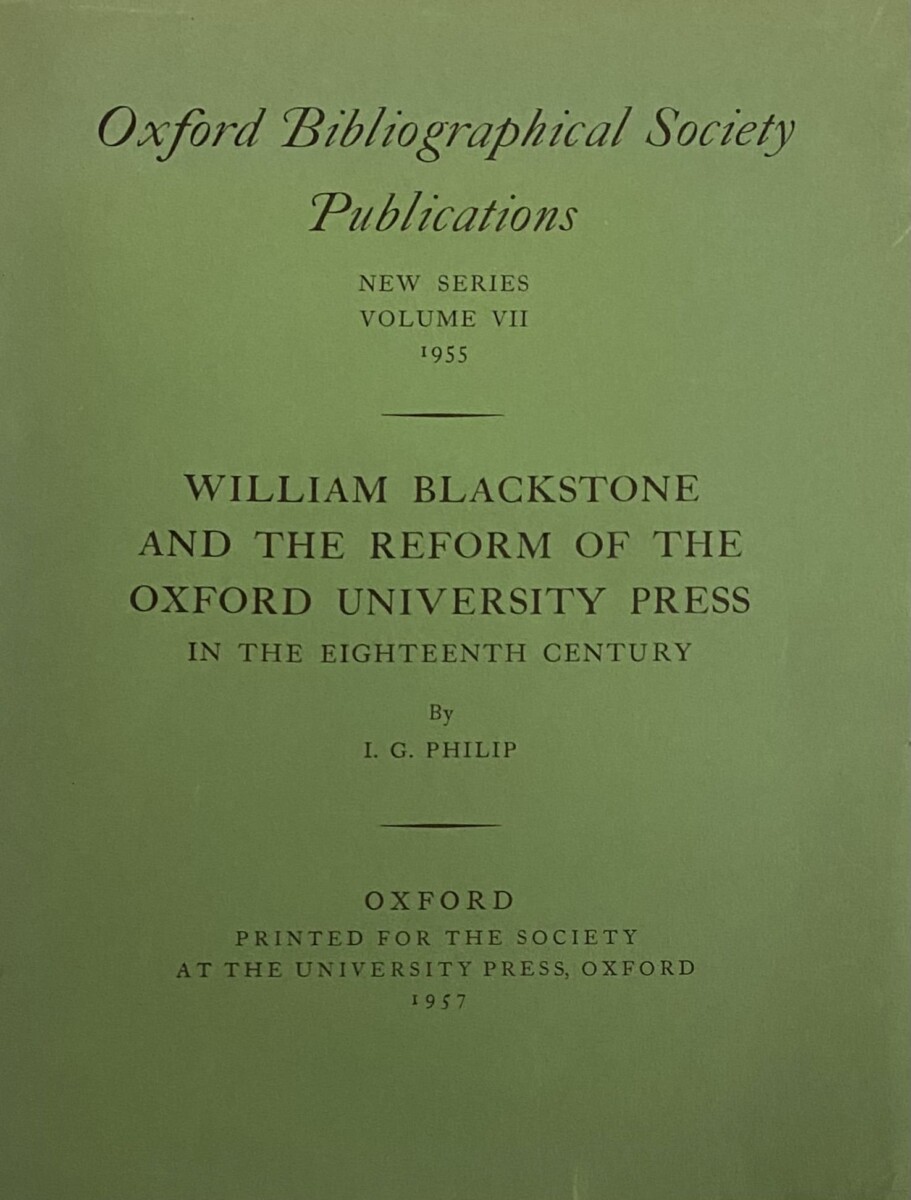 Oxford Bibliographical Society
Publications
NEW SERIES
VOLUME VII
1955
WILLIAM BLACKSTONE
AND THE REFORM OF THE
OXFORD UNIVERSITY PRESS
IN THE EIGHTEENTH CENTURY
By
I. G. PHILIP
OXFORD
PRINTED FOR THE SOCIETY
AT THE UNIVERSITY PRESS, OXFORD
1957